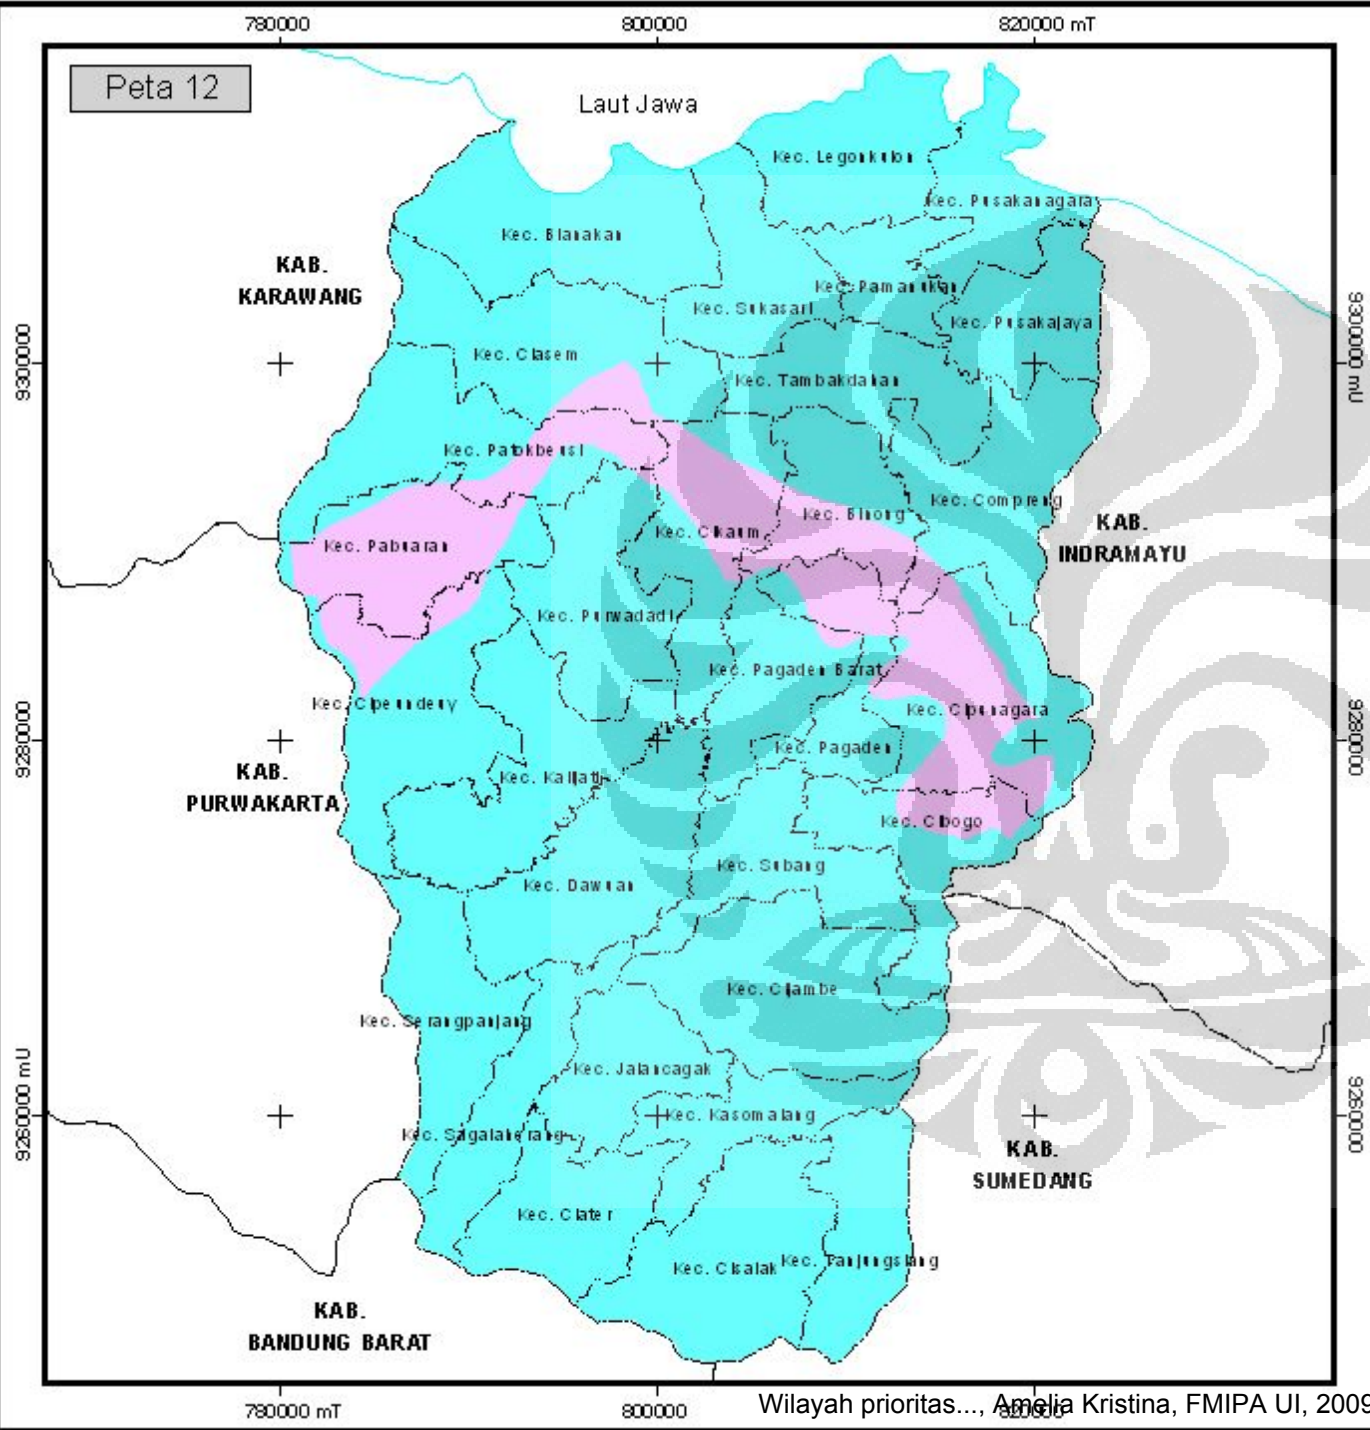 780000 800000 820000 mT
Peta 12
Laut Jawa
Kec. Legonkulon
Kec. Pusakanagara
Kec. Blanakan
KAB.
KARAWANG
Kec. Pamanukan
Kec. Sukasari
Kec. Pusakajaya
9300000
9300000 mU
Kec. Ciasem
Kec. Tambakdahan
Kec. Patokbeusi
Kec. Compreng
Kec. Binong
KAB.
INDRAMAYU
Kec. Cikaum
Kec. Pabuaran
Kec. Purwadadi
Kec. Pagaden Barat
Kec. Cipeundeuy
Kec. Cipunagara
9280000
9280000
Kec. Pagaden
KAB.
PURWAKARTA
Kec. Kalijati
Kec. Cibogo
Kec. Subang
Kec. Dawuan
Kec. Cijambe
Kec. Serangpanjang
Kec. Jalancagak
9260000 mU
9260000
Kec. Kasomalang
Kec. Sagalaherang
KAB.
SUMEDANG
Kec. Ciater
Kec. Cisalak
Kec. Tanjungsiang
KAB.
BANDUNG BARAT
780000 mT 800000 820000
Wilayah prioritas..., Amelia Kristina, FMIPA UI, 2009